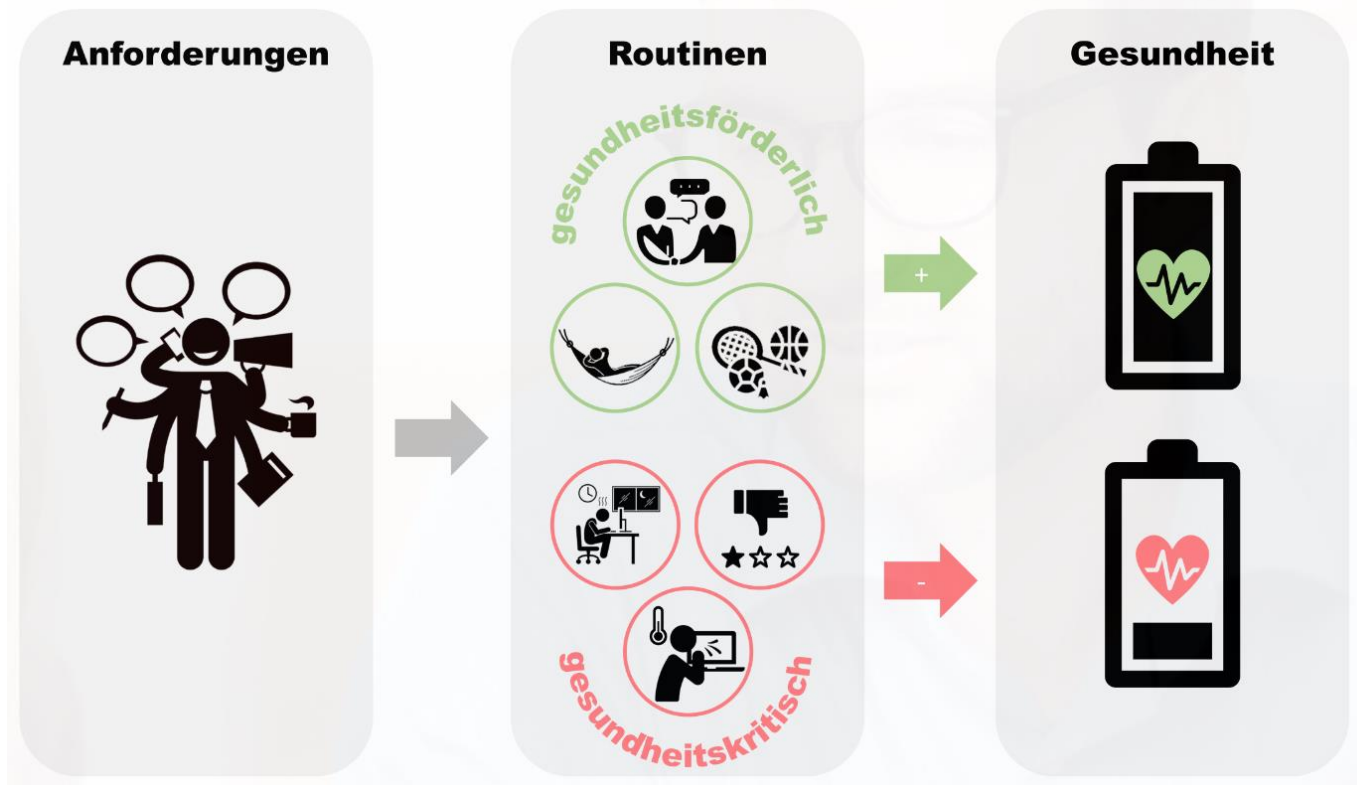 Anforderungen
Routinen
Gesundheit
gesundheitsförderlich
+
-
gesundheitskritisch